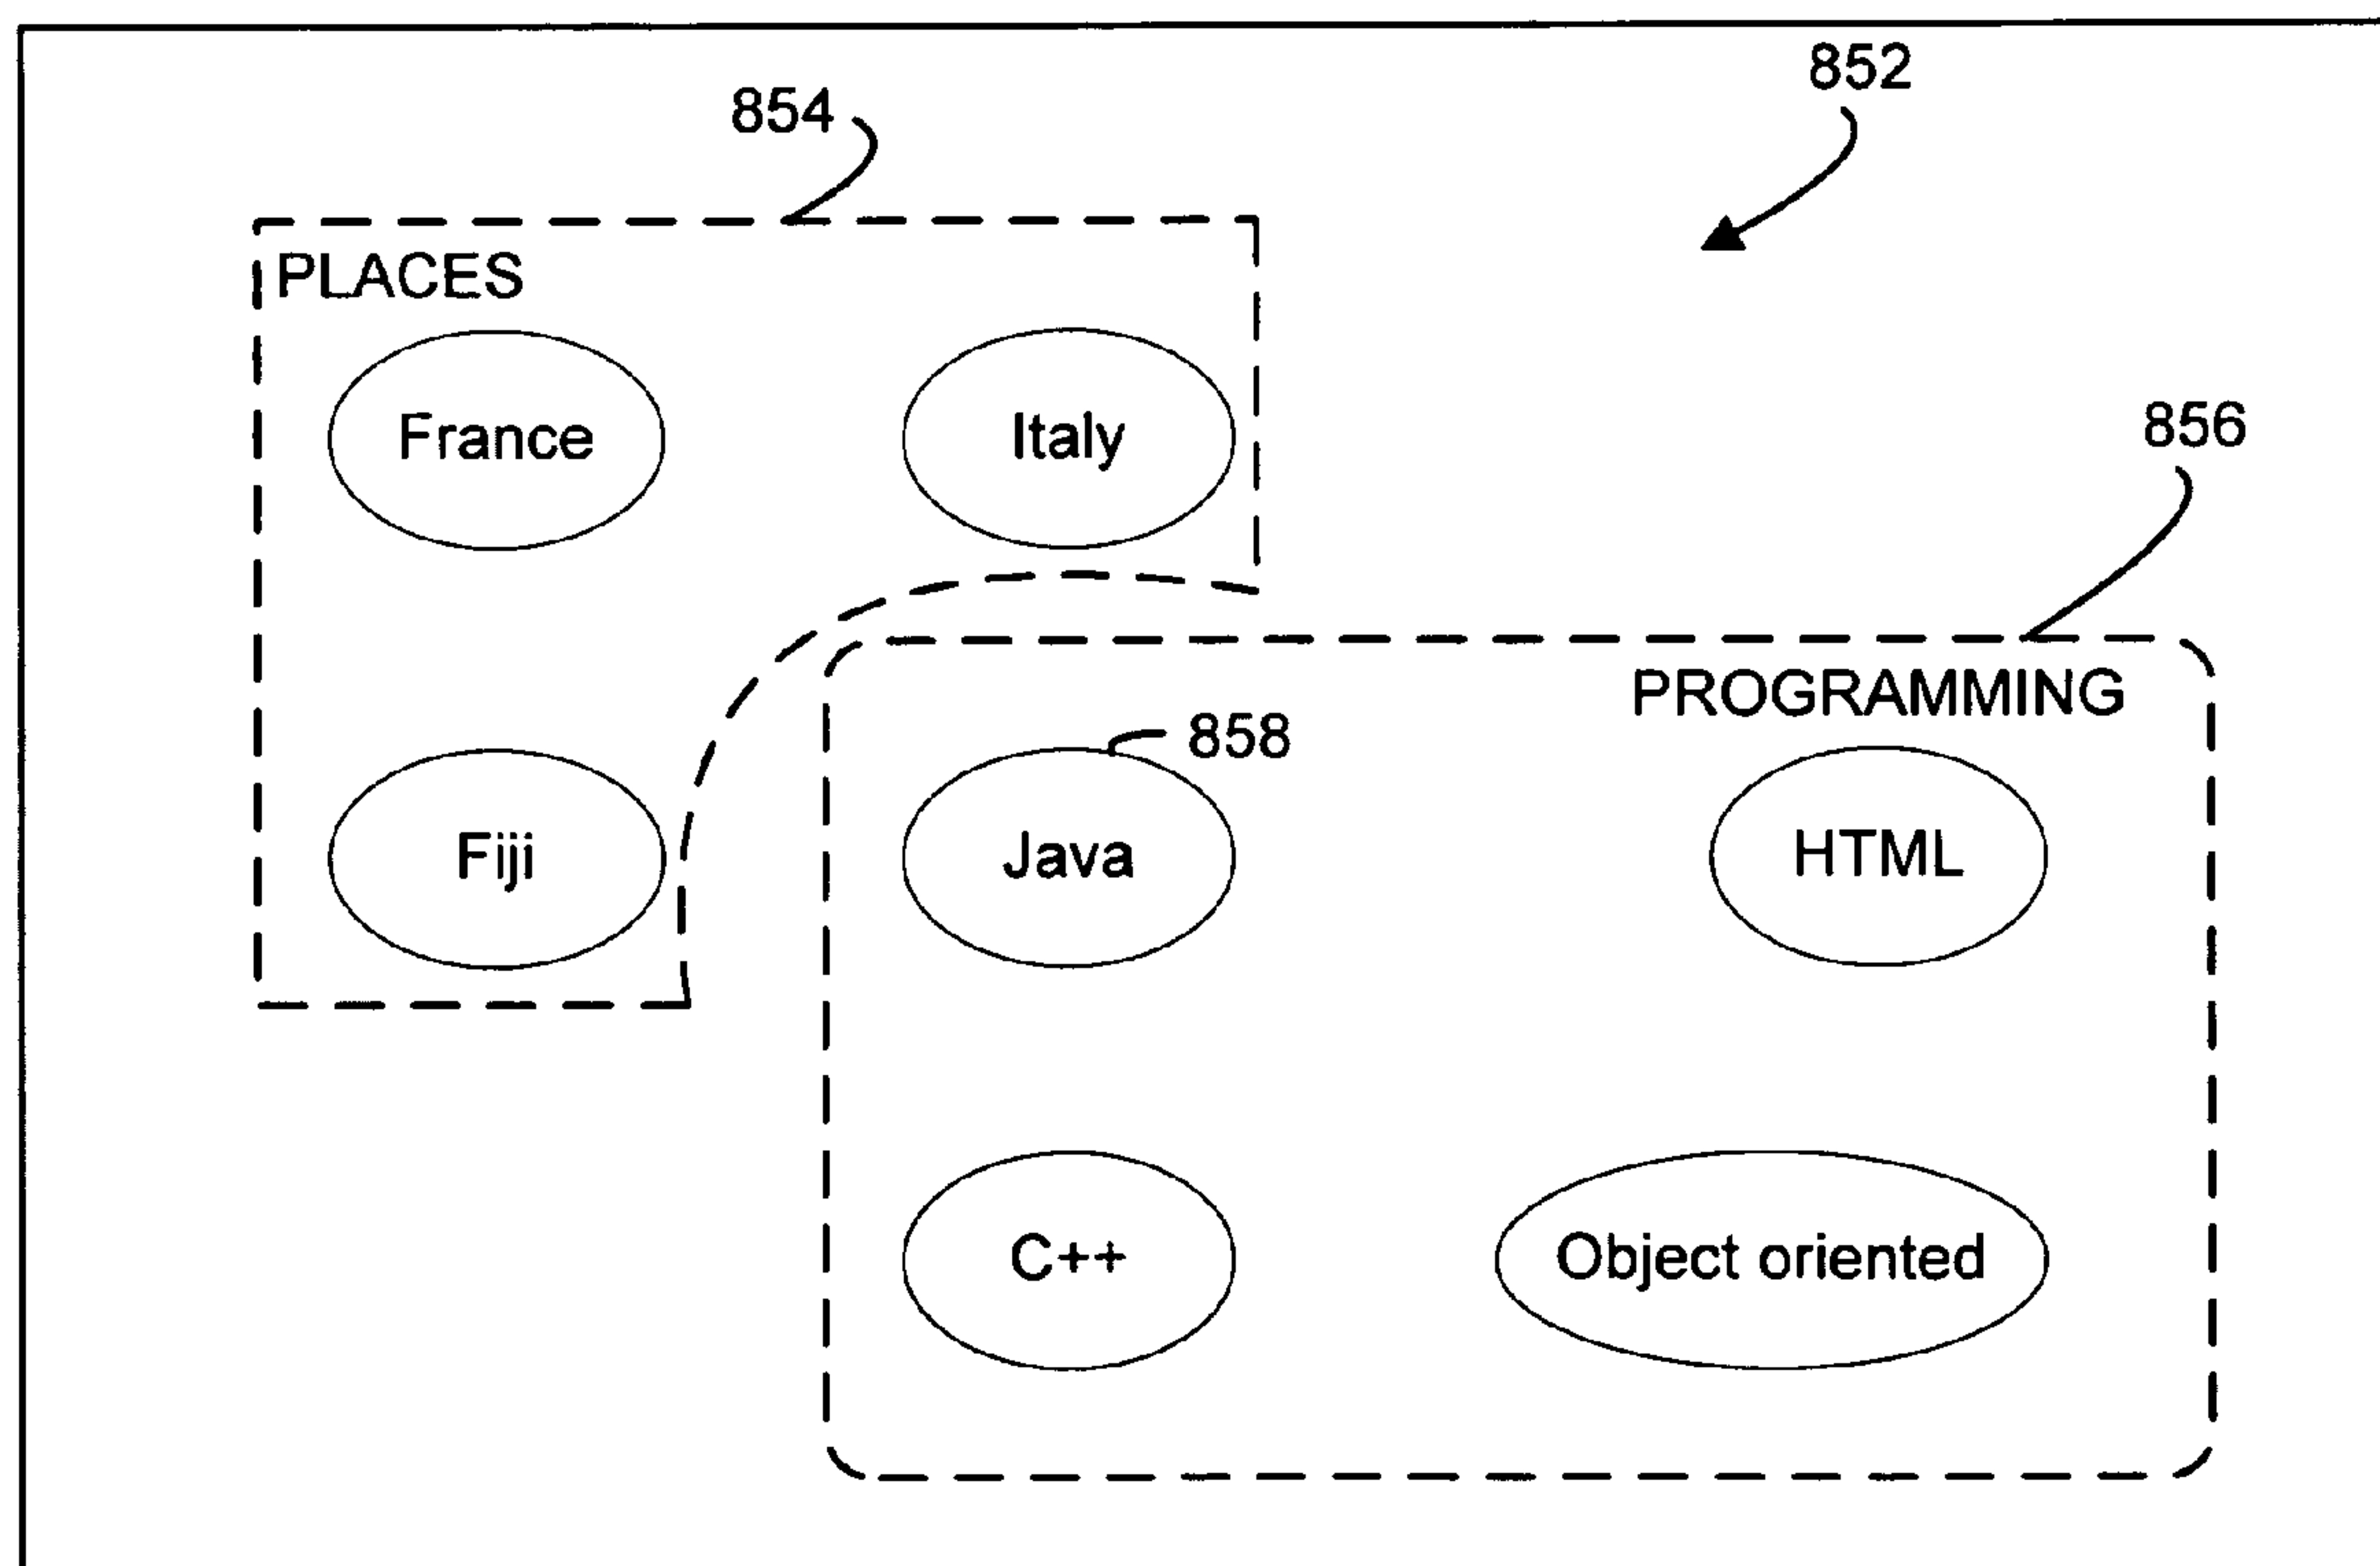 852
854
PLACES
France
Italy
856
PROGRAMMING
858
Fiji
Java
HTML
C++
Object oriented